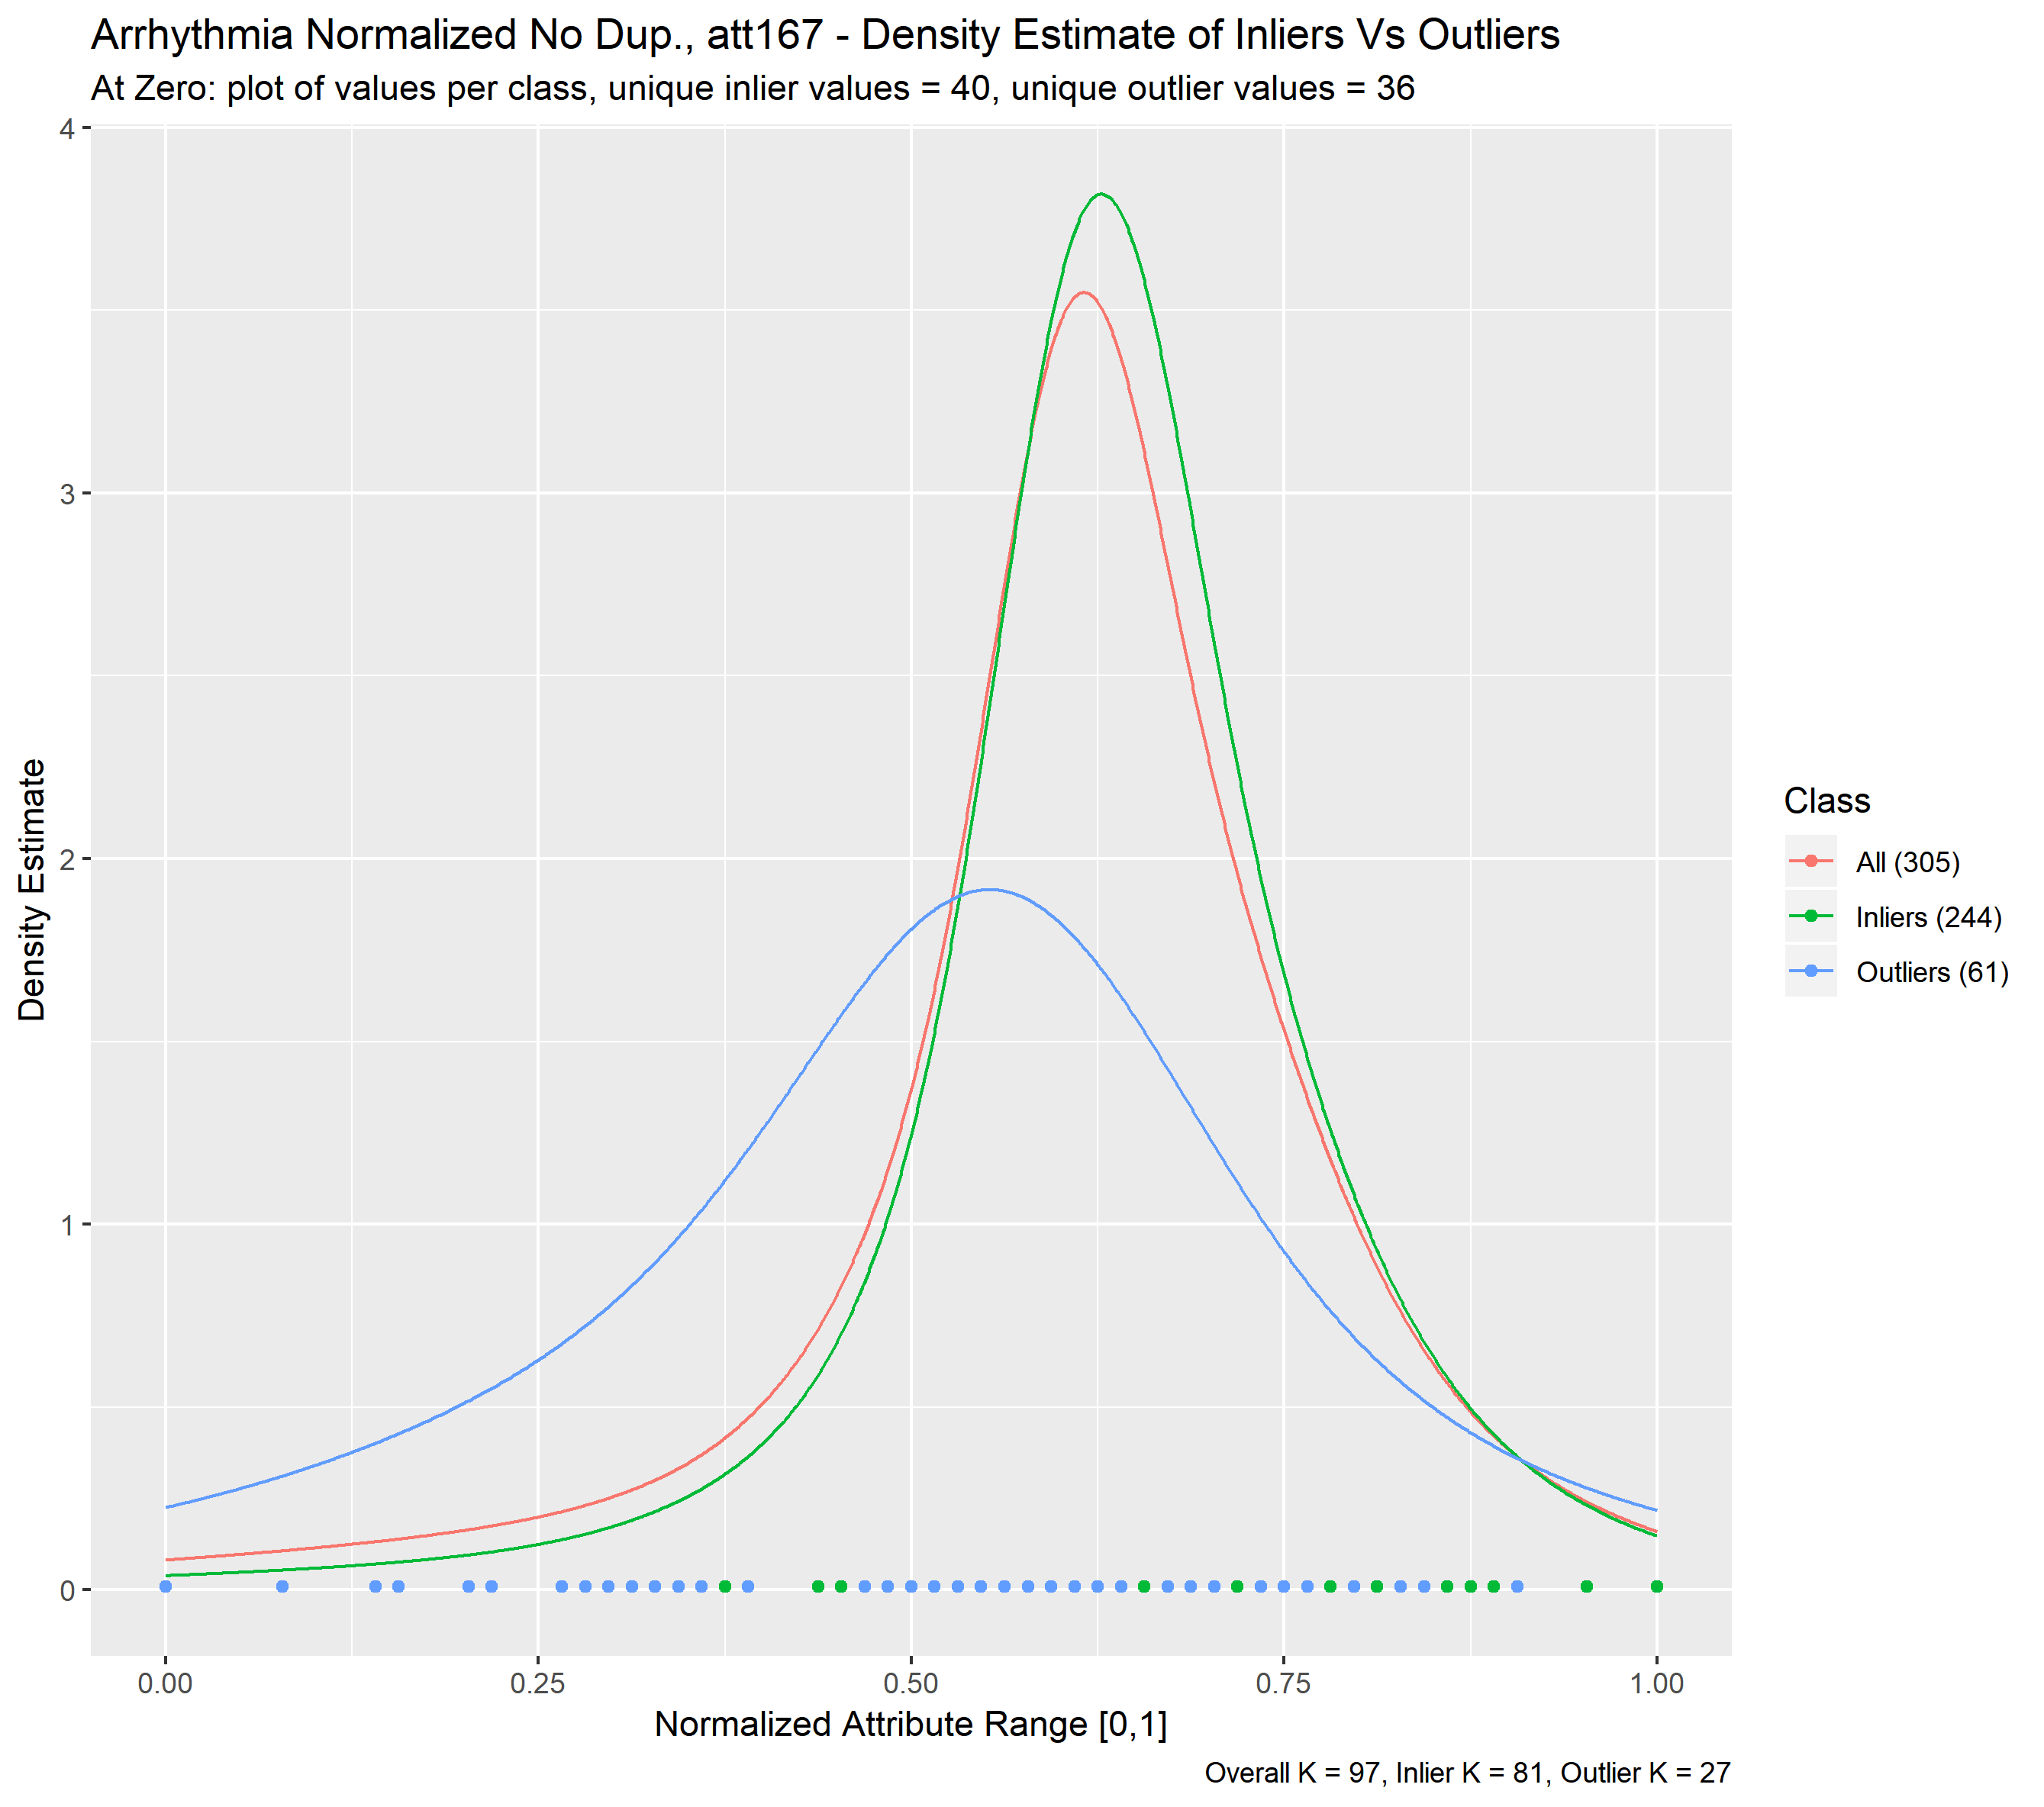 Arrhythmia Normalized No Dup., att167 - Density Estimate of Inliers Vs Outliers
At Zero: plot of values per class, unique inlier values = 40, unique outlier values = 36
4
3
2
1
0
Density Estimate
0.00 0.25 0.50 0.75 1.00
Normalized Attribute Range [0,1]
Class
All (305)
Inliers (244)
Outliers (61)
Overall K = 97, Inlier K = 81, Outlier K = 27